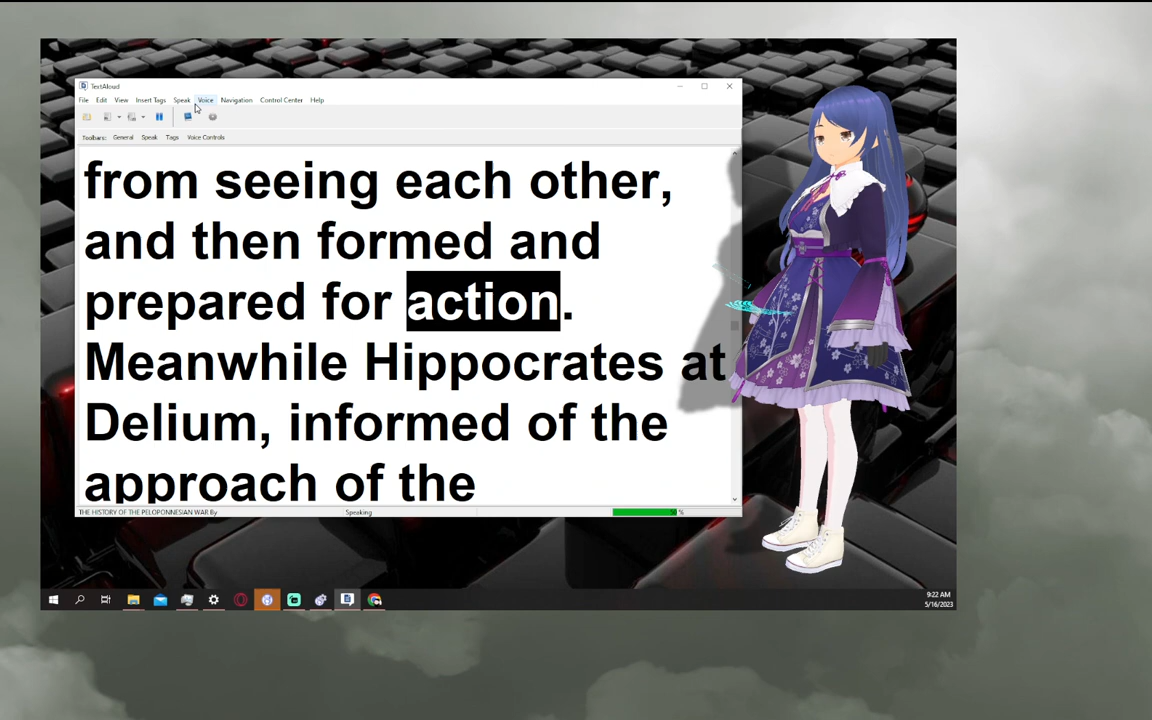 TextAloud
File Edit View Insert Tags Speak Voice Navigation Control Center Help
Toolbars: General Speak Tags Voice Controls
from seeing each other,
and then formed and
prepared for action.
Meanwhile Hippocrates at
Delium, informed of the
approach of the
THE HISTORY OF THE PELOPONNESIAN WAR By Speaking
9:22 AM
5/16/2023